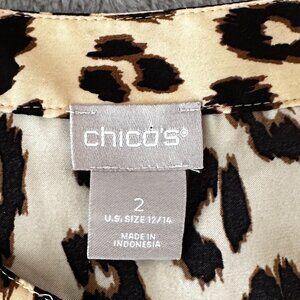 chico's®
2
U.S. SIZE 12/14
MADE IN
INDONESIA